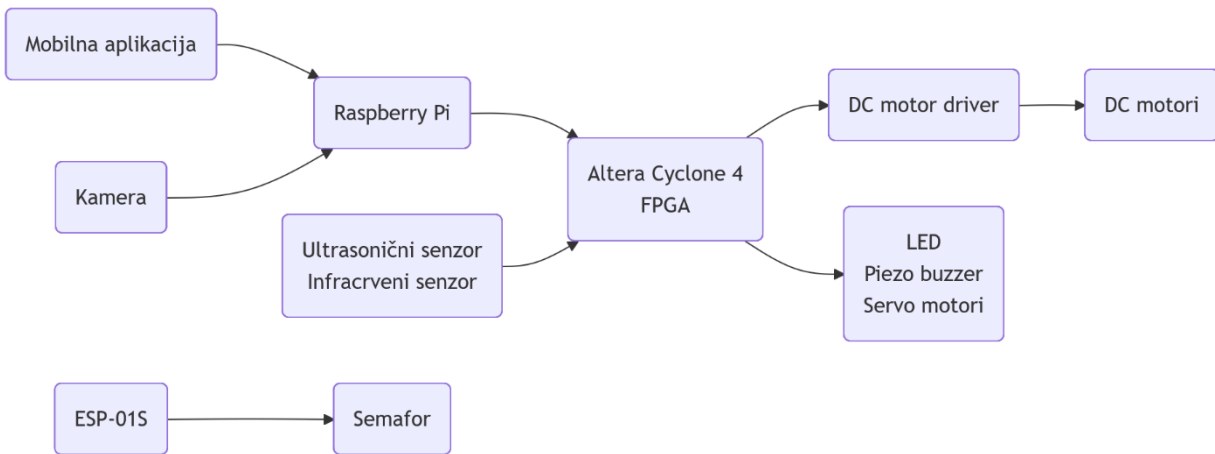 Mobilna aplikacija
Raspberry Pi
DC motor driver
DC motori
Kamera
Altera Cyclone 4
FPGA
Ultrasonični senzor
Infracrveni senzor
LED
Piezo buzzer
Servo motori
ESP-01S
Semafor